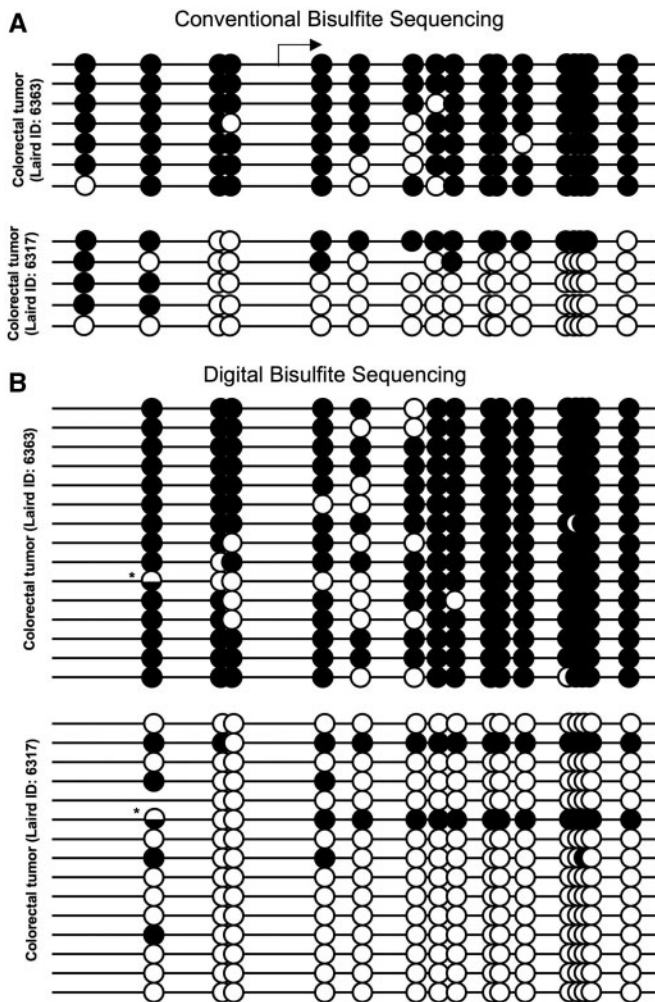 A
Conventional Bisulfite Sequencing
Colorectal tumor
(Laird ID: 6363)
Colorectal tumor
(Laird ID: 6317)
B
Digital Bisulfite Sequencing
Colorectal tumor (Laird ID: 6363)
*
Colorectal tumor (Laird ID: 6317)
*